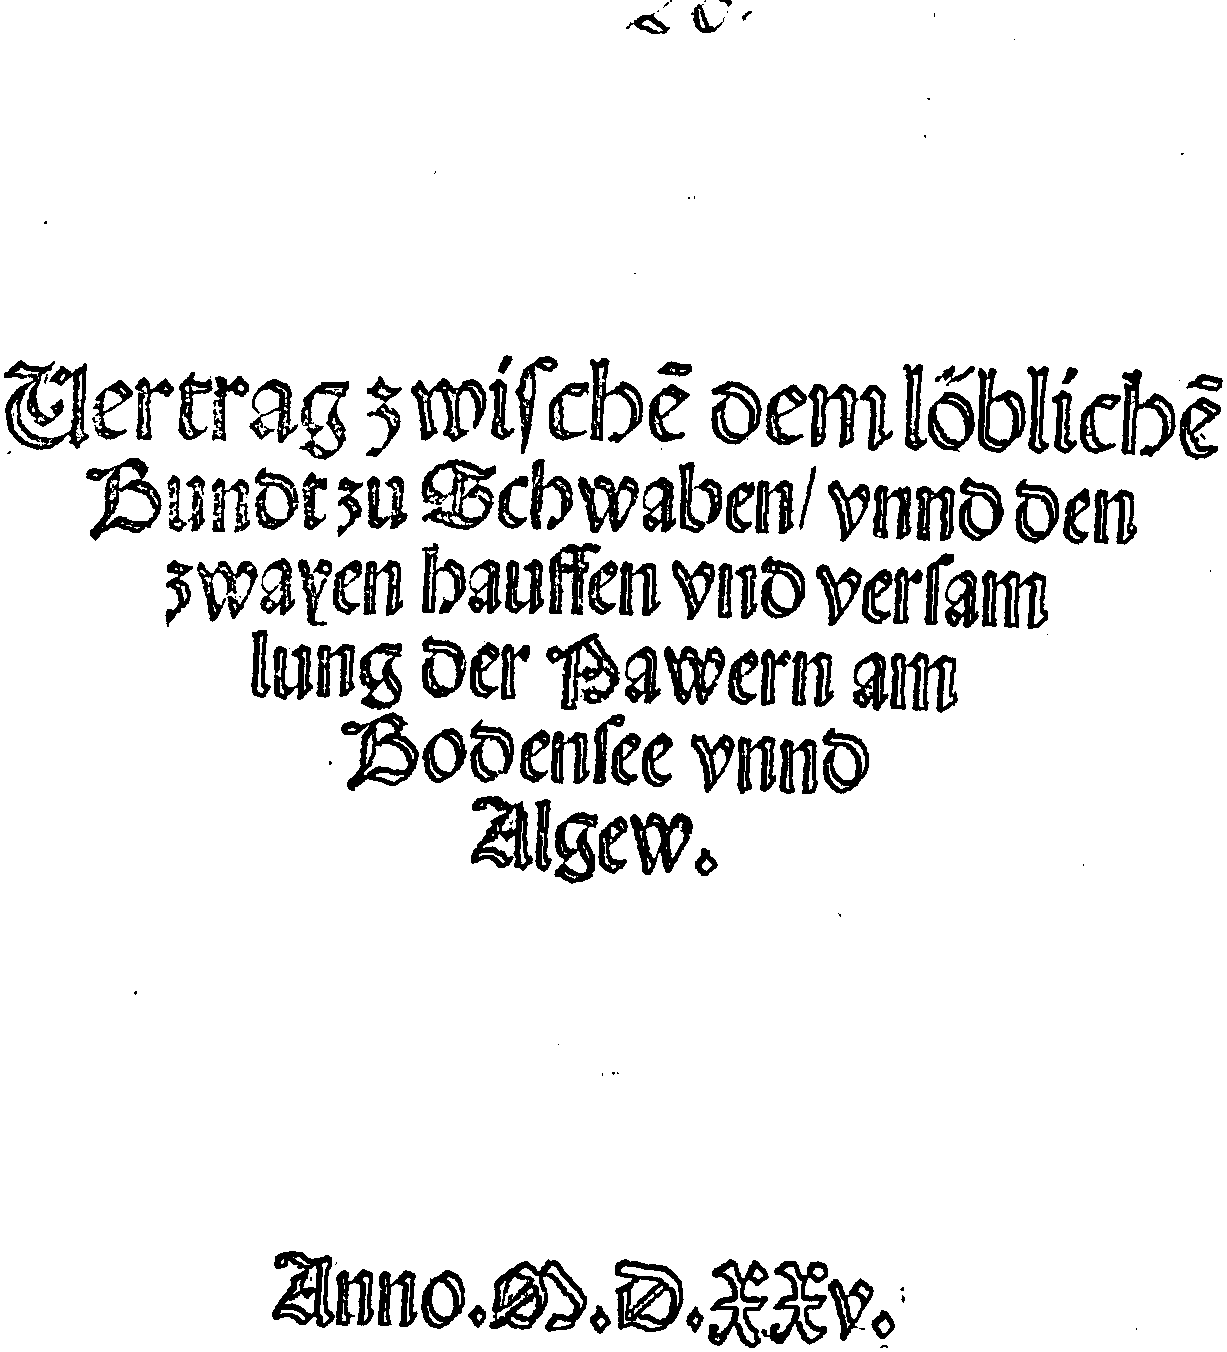 Vertrag zwischē dem löblichē
Bundt zu Schwaben/ vnnd den
zwayen hauffen vnd versam
lung der Pawern am
Bodensee vnnd
Algew.
Anno.M.D.XXv.